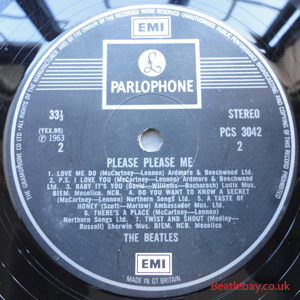 EMI
PARLOPHONE
33⅓
STEREO
(YEX.95)
PCS 3042
℗ 1963
2
2
PLEASE PLEASE ME
1. LOVE ME DO (McCartney—Lennon) Ardmore & Beechwood Ltd.
2. P.S. I LOVE YOU (McCartney—Lennon) Ardmore & Beechwood
Ltd. 3. BABY IT'S YOU (David—Williams—Bacharach) Ludix Mus.
BIEM. Mecolico. NCB. 4. DO YOU WANT TO KNOW A SECRET
(McCartney—Lennon) Northern Songs Ltd. 5. A TASTE OF
HONEY (Scott—Marlow) Ambassador Music Ltd.
6. THERE'S A PLACE (McCartney—Lennon)
Northern Songs Ltd. 7. TWIST AND SHOUT (Medley—
Russell) Sherwin Mus. BIEM. NCB. Mecolico
THE BEATLES
EMI
MADE IN GT BRITAIN
Beatlebay.co.uk